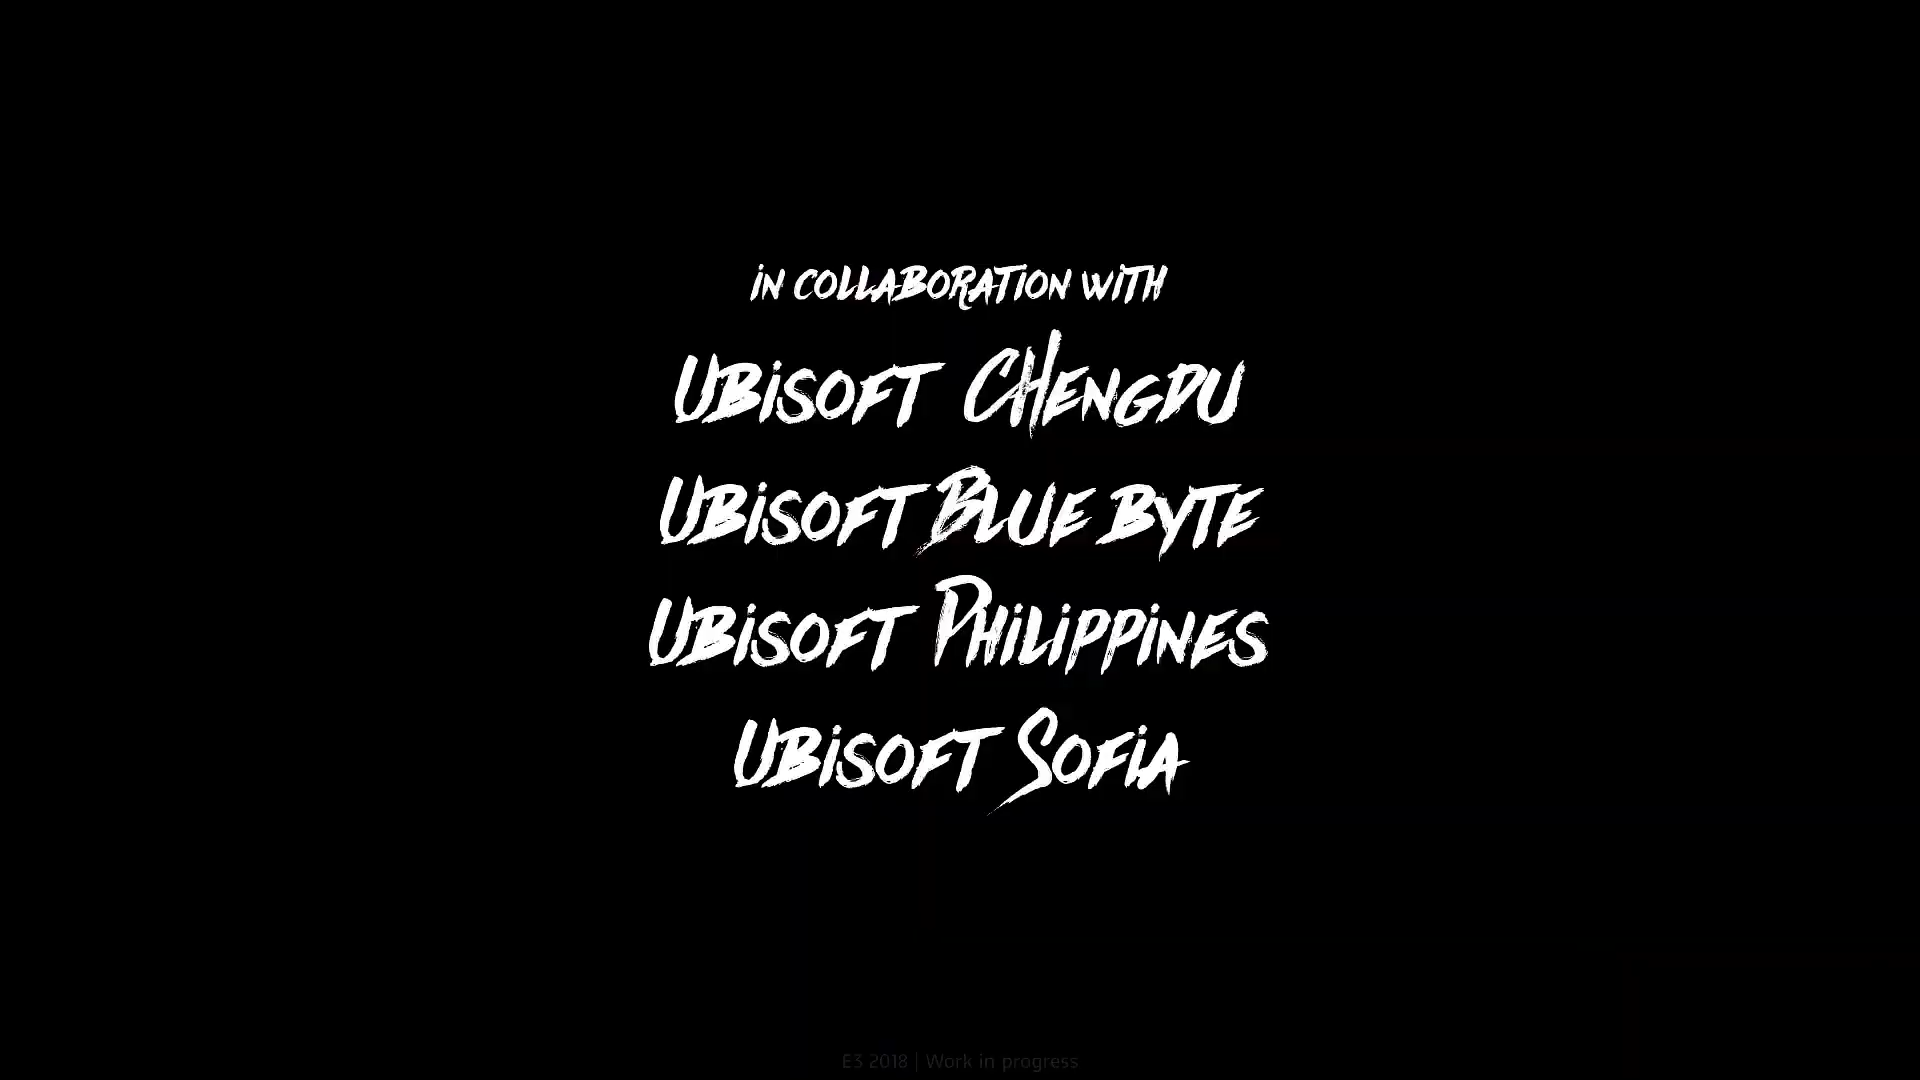 in collaboration with
Ubisoft Chengdu
Ubisoft Blue Byte
Ubisoft Philippines
Ubisoft Sofia
E3 2018 | Work in progress